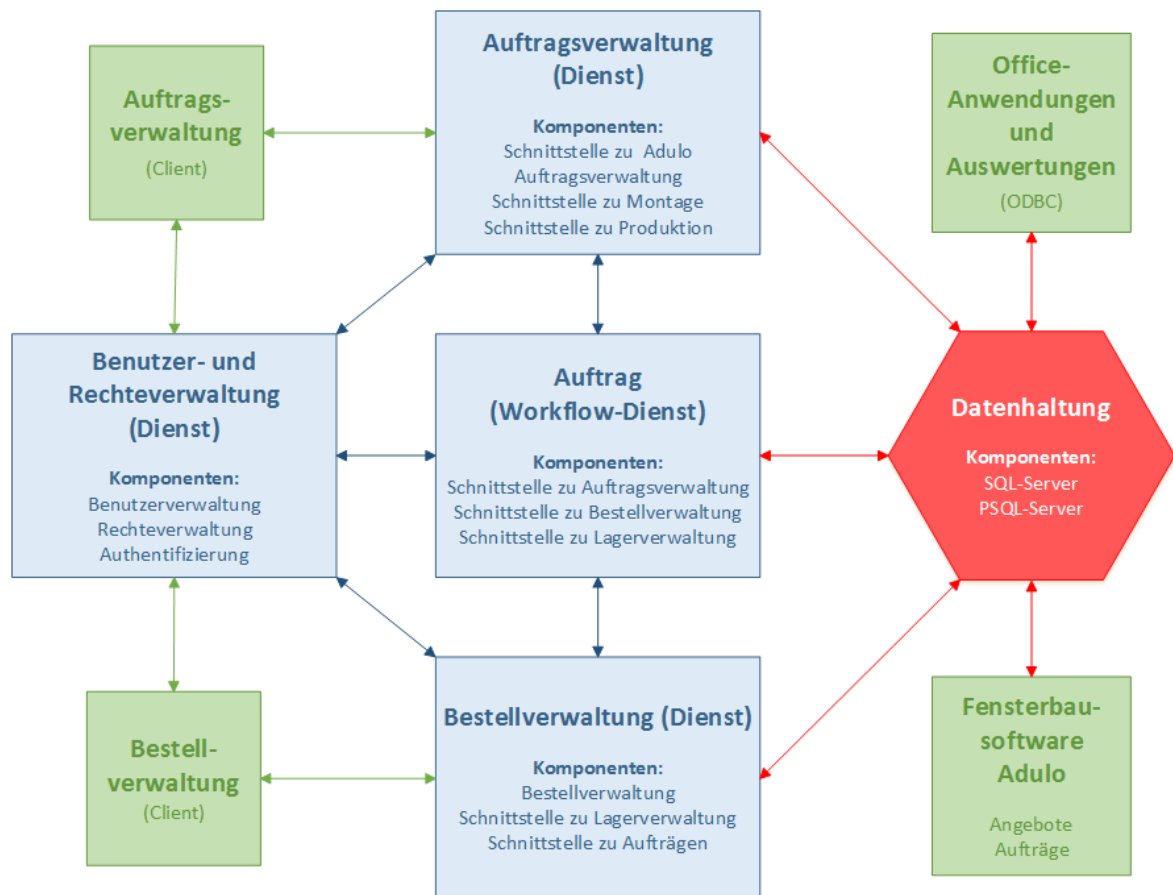 Auftrags-
verwaltung
(Client)
Auftragsverwaltung
(Dienst)
Komponenten:
Schnittstelle zu Adulo
Auftragsverwaltung
Schnittstelle zu Montage
Schnittstelle zu Produktion
Office-
Anwendungen
und
Auswertungen
(ODBC)
Benutzer- und
Rechteverwaltung
(Dienst)
Komponenten:
Benutzerverwaltung
Rechteverwaltung
Authentifizierung
Auftrag
(Workflow-Dienst)
Komponenten:
Schnittstelle zu Auftragsverwaltung
Schnittstelle zu Bestellverwaltung
Schnittstelle zu Lagerverwaltung
Datenhaltung
Komponenten:
SQL-Server
PSQL-Server
Bestell-
verwaltung
(Client)
Bestellverwaltung (Dienst)
Komponenten:
Bestellverwaltung
Schnittstelle zu Lagerverwaltung
Schnittstelle zu Aufträgen
Fensterbau-
software
Adulo
Angebote
Aufträge